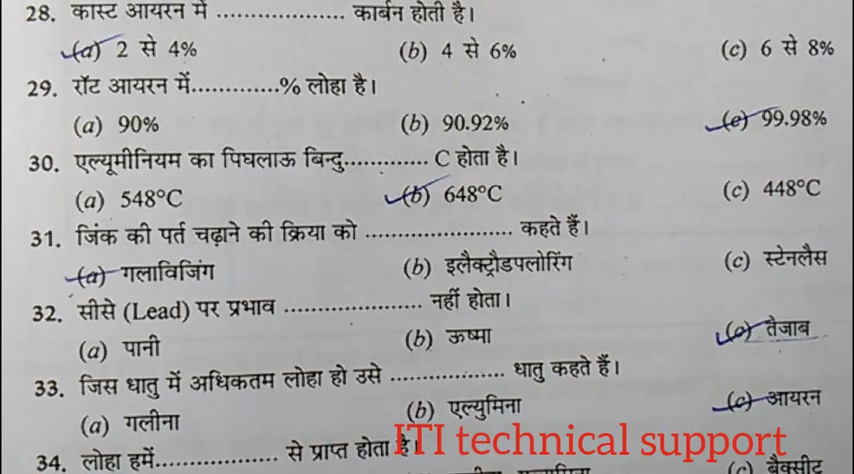 28. कास्ट आयरन में .................... कार्बन होती है।
(a) 2 से 4% (b) 4 से 6% (c) 6 से 8%
29. रॉट आयरन में.............% लोहा है।
(a) 90% (b) 90.92% (c) 99.98%
30. एल्यूमीनियम का पिघलाऊ बिन्दु............. C होता है।
(a) 548°C (b) 648°C (c) 448°C
31. जिंक की पर्त चढ़ाने की क्रिया को ....................... कहते हैं।
(a) गलाविजिंग (b) इलैक्ट्रौडपलोरिंग (c) स्टेनलैस
32. सीसे (Lead) पर प्रभाव ..................... नहीं होता।
(a) पानी (b) ऊष्मा (c) तेजाब
33. जिस धातु में अधिकतम लोहा हो उसे .................. धातु कहते हैं।
(a) गलीना (b) एल्युमिना (c) आयरन
ITI technical support
34. लोहा हमें................... से प्राप्त होता है।
(c) बैक्सीट